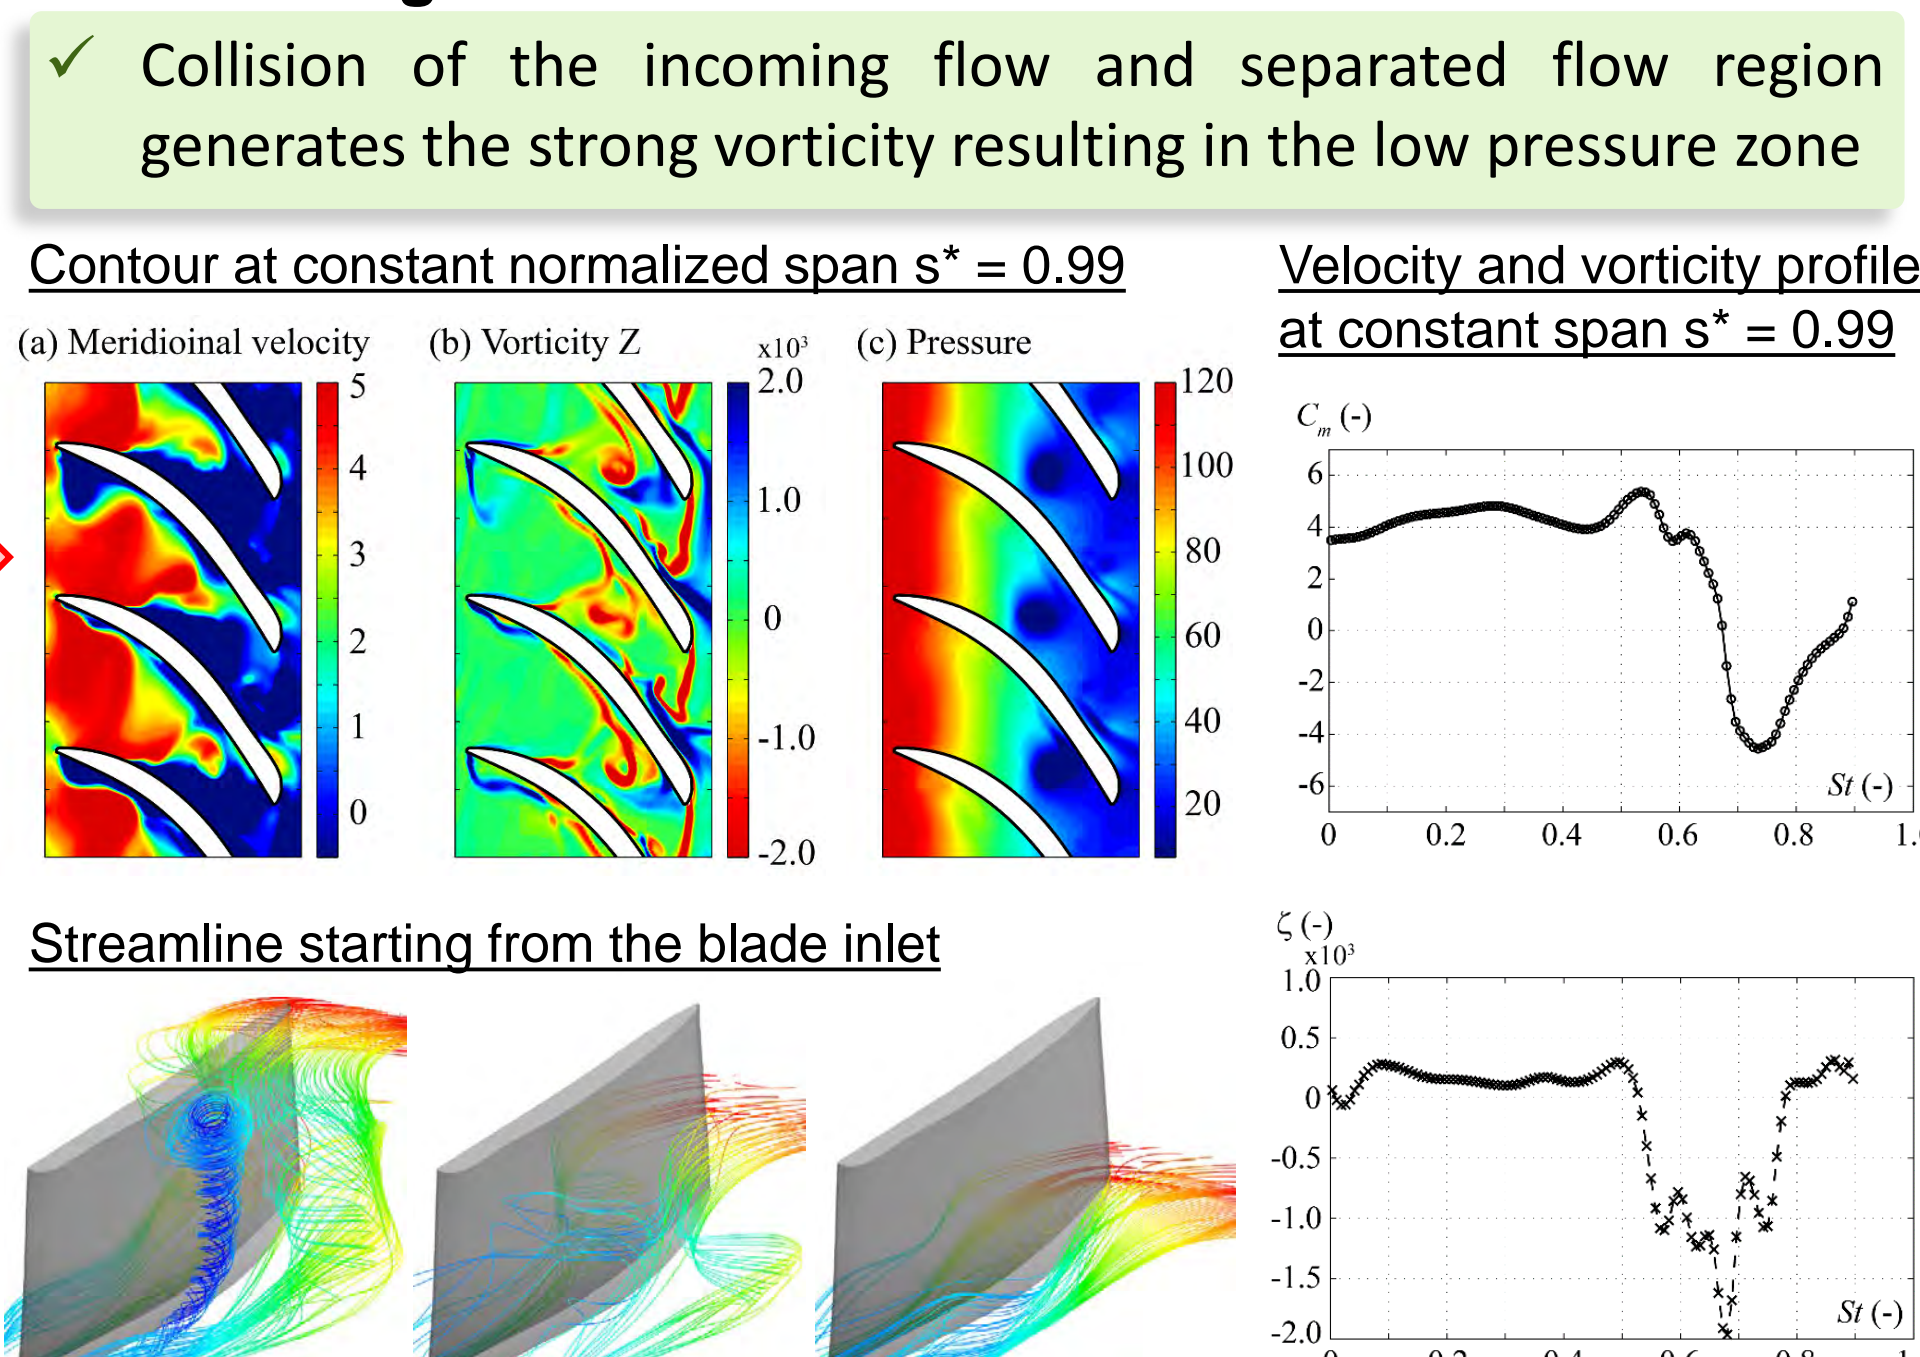 ✓ Collision of the incoming flow and separated flow region
generates the strong vorticity resulting in the low pressure zone
Contour at constant normalized span s* = 0.99
(a) Meridioinal velocity
5
4
3
2
1
0
(b) Vorticity Z
x10³
2.0
1.0
0
-1.0
-2.0
(c) Pressure
120
100
80
60
40
20
Velocity and vorticity profile
at constant span s* = 0.99
C_m (-)
6
4
2
0
-2
-4
-6
St (-)
0 0.2 0.4 0.6 0.8
Streamline starting from the blade inlet
ζ (-)
x10³
1.0
0.5
0
-0.5
-1.0
-1.5
-2.0
St (-)